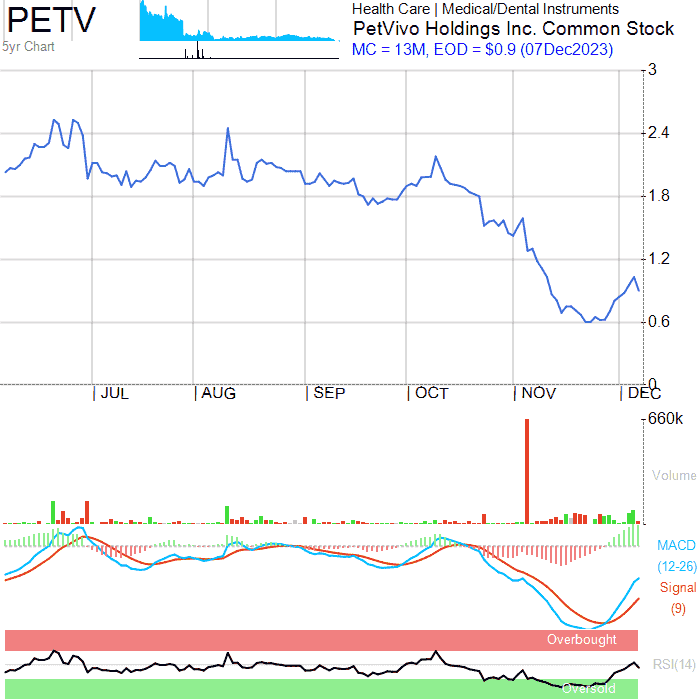 PETV
5yr Chart
Health Care | Medical/Dental Instruments
PetVivo Holdings Inc. Common Stock
MC = 13M, EOD = $0.9 (07Dec2023)
3
2.4
1.8
1.2
0.6
0
JUL AUG SEP OCT NOV DEC
660k
Volume
MACD
(12-26)
Signal
(9)
Overbought
RSI(14)
Oversold